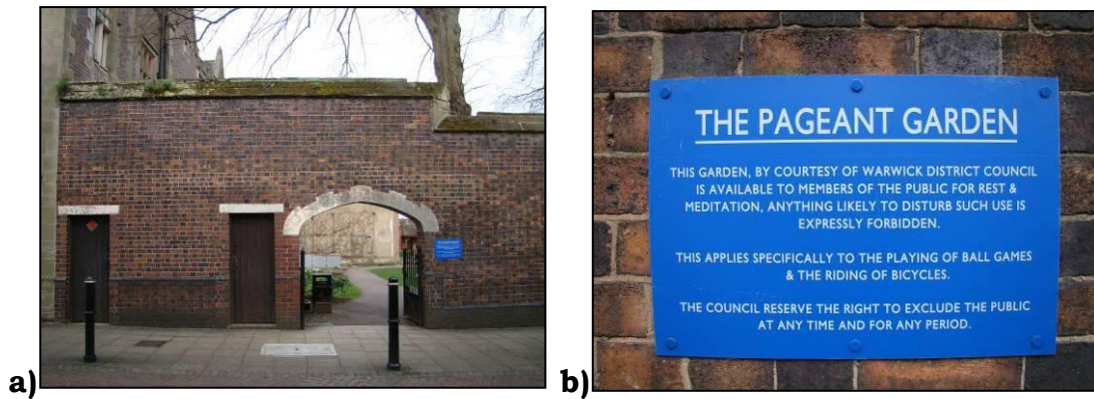 a)
b)
THE PAGEANT GARDEN
THIS GARDEN, BY COURTESY OF WARWICK DISTRICT COUNCIL
IS AVAILABLE TO MEMBERS OF THE PUBLIC FOR REST &
MEDITATION, ANYTHING LIKELY TO DISTURB SUCH USE IS
EXPRESSLY FORBIDDEN.
THIS APPLIES SPECIFICALLY TO THE PLAYING OF BALL GAMES
& THE RIDING OF BICYCLES.
THE COUNCIL RESERVE THE RIGHT TO EXCLUDE THE PUBLIC
AT ANY TIME AND FOR ANY PERIOD.